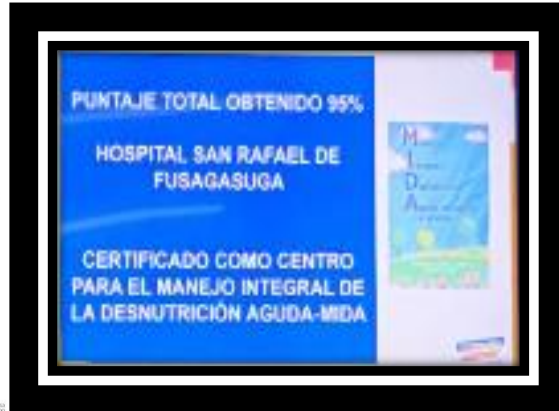 PUNTAJE TOTAL OBTENIDO 95%
HOSPITAL SAN RAFAEL DE
FUSAGASUGA
CERTIFICADO COMO CENTRO
PARA EL MANEJO INTEGRAL DE
LA DESNUTRICIÓN AGUDA-MIDA
M
I
D
A